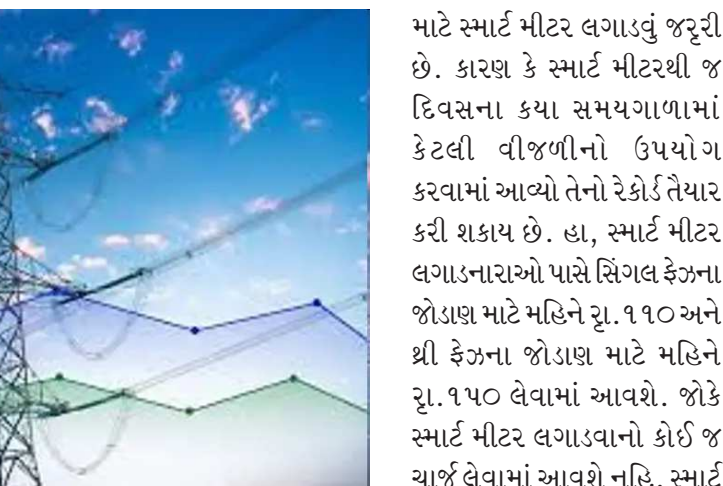 માટે સ્માર્ટ મીટર લગાડવું જરૂરી
છે. કારણ કે સ્માર્ટ મીટરથી જ
દિવસના કયા સમયગાળામાં
કેટલી વીજળીનો ઉપયોગ
કરવામાં આવ્યો તેનો રેકોર્ડ તૈયાર
કરી શકાય છે. હા, સ્માર્ટ મીટર
લગાડનારાઓ પાસે સિંગલ ફેઝના
જોડાણ માટે મહિને રૂા.૧૧૦ અને
થ્રી ફેઝના જોડાણ માટે મહિને
રૂા.૧૫૦ લેવામાં આવશે. જોકે
સ્માર્ટ મીટર લગાડવાનો કોઈ જ
ચાર્જ લેવામાં આવશે નહિ. સ્માર્ટ